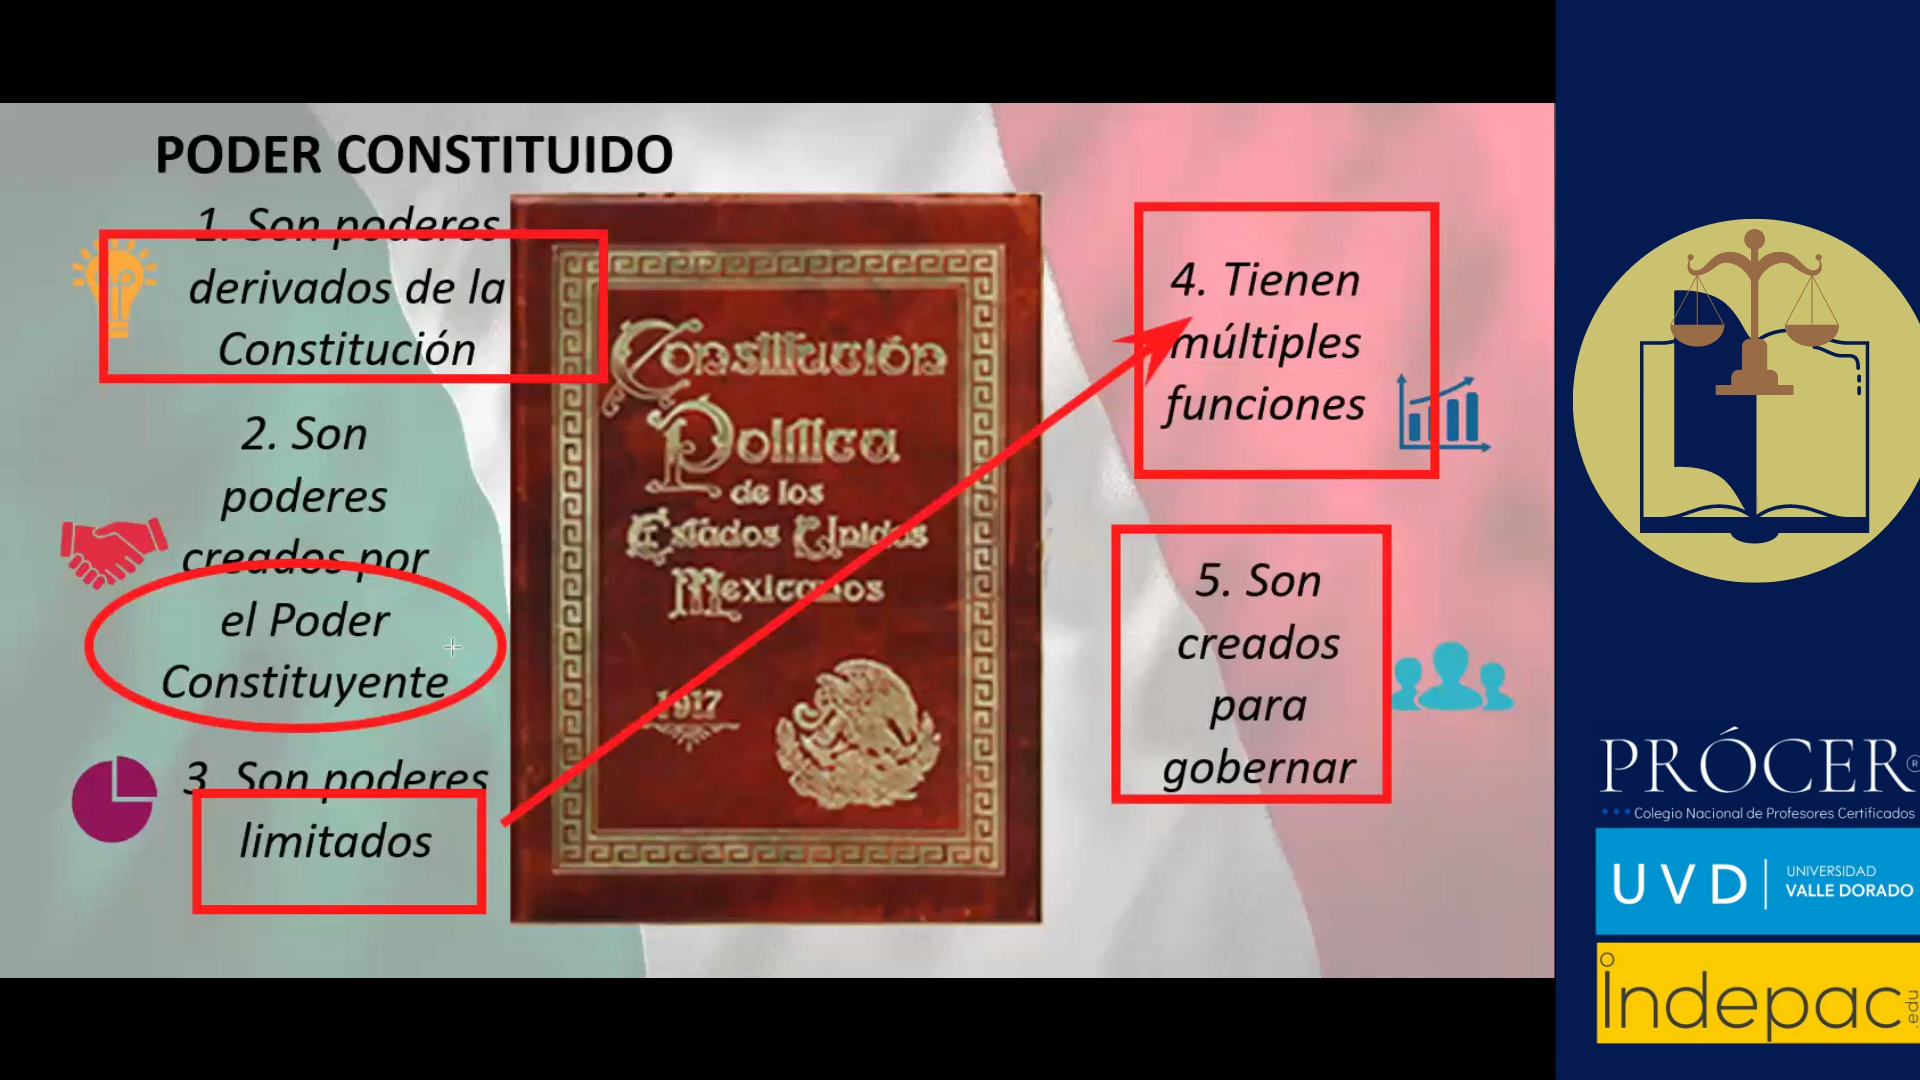 PODER CONSTITUIDO
1. Son poderes
derivados de la
Constitución
2. Son
poderes
creados por
el Poder
Constituyente
3. Son poderes
limitados
Constitución
Política
de los
Estados Unidos
Mexicanos
1917
4. Tienen
múltiples
funciones
5. Son
creados
para
gobernar
PRÓCER®
Colegio Nacional de Profesores Certificados
UVD
UNIVERSIDAD
VALLE DORADO
indepac
.edu